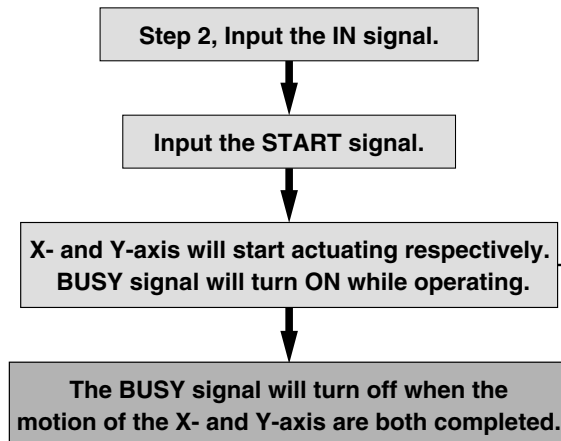 Step 2, Input the IN signal.
Input the START signal.
X- and Y-axis will start actuating respectively.
BUSY signal will turn ON while operating.
The BUSY signal will turn off when the
motion of the X- and Y-axis are both completed.